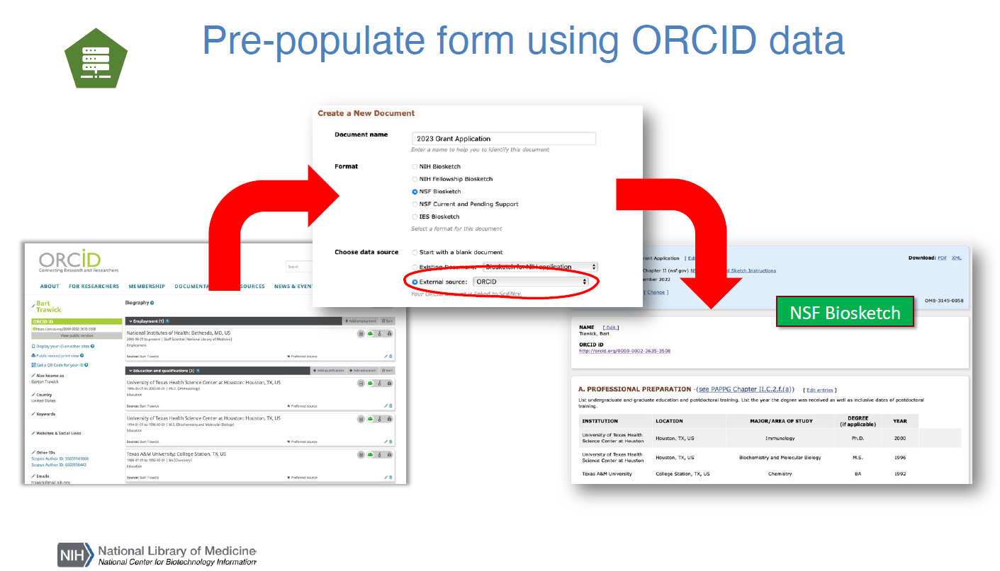 Pre-populate form using ORCID data
Create a New Document
Document name
2023 Grant Application
Enter a name to help you to identify this document
Format
NIH Biosketch
NIH Fellowship Biosketch
NSF Biosketch
NSF Current and Pending Support
IES Biosketch
Select a format for this document
Choose data source
Start with a blank document
Existing Document: Biosketch for NIH application
External source: ORCID
Your ORCID account is linked to SciENcv.
ORCID
Connecting Research and Researchers
Search
ABOUT FOR RESEARCHERS MEMBERSHIP DOCUMENTA SOURCES NEWS & EVEN
Bart
Trawick
ORCID iD
https://orcid.org/0000-0002-3635-3508
View public version
Display your iD on other sites
Public record print view
Get a QR Code for your iD
Also known as
Barton Trawick
Country
United States
Keywords
Websites & Social Links
Other IDs
Scopus Author ID: 55659141000
Scopus Author ID: 6507656443
Emails
trawick@mail.nih.gov
Biography
Employment (1) Add employment Sort
National Institutes of Health: Bethesda, MD, US
2000-08-01 to present | Staff Scientist (National Library of Medicine)
Employment
Source: Bart Trawick Preferred source
Education and qualifications (3) Add qualification Add education Sort
University of Texas Health Science Center at Houston: Houston, TX, US
1996-05-01 to 2000-05-01 | Ph.D. (Immunology)
Education
Source: Bart Trawick Preferred source
University of Texas Health Science Center at Houston: Houston, TX, US
1994-01-01 to 1996-05-01 | M.S. (Biochemistry and Molecular Biology)
Education
Source: Bart Trawick Preferred source
Texas A&M University: College Station, TX, US
1988-07-01 to 1992-05-01 | BA (Chemistry)
Education
Source: Bart Trawick Preferred source
ant Application [ Edi
Download: PDF XML
Chapter II (nsf.gov) NS l Sketch Instructions
ember 2022
[ Change ]
OMB-3145-0058
NSF Biosketch
NAME [ Edit ]
Trawick, Bart
ORCID iD
http://orcid.org/0000-0002-3635-3508
A. PROFESSIONAL PREPARATION -(see PAPPG Chapter II.C.2.f.(a)) [ Edit entries ]
List undergraduate and graduate education and postdoctoral training. List the year the degree was received as well as inclusive dates of postdoctoral
training.
INSTITUTION LOCATION MAJOR/AREA OF STUDY DEGREE (if applicable) YEAR
University of Texas Health Science Center at Houston Houston, TX, US Immunology Ph.D. 2000
University of Texas Health Science Center at Houston Houston, TX, US Biochemistry and Molecular Biology M.S. 1996
Texas A&M University College Station, TX, US Chemistry BA 1992
NIH National Library of Medicine
National Center for Biotechnology Information